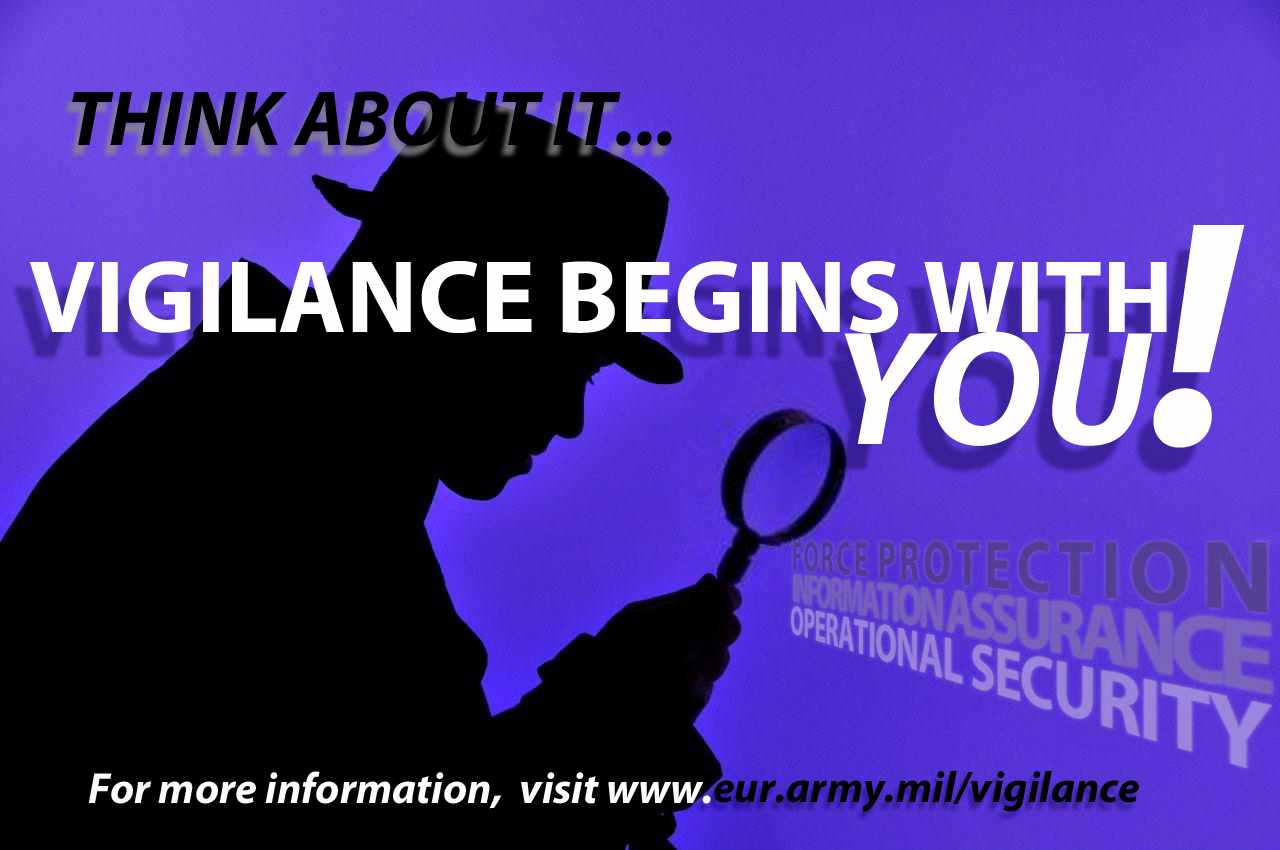 THINK ABOUT IT...
VIGILANCE BEGINS WITH
YOU!
FORCE PROTECTION
INFORMATION ASSURANCE
OPERATIONAL SECURITY
For more information, visit www.eur.army.mil/vigilance